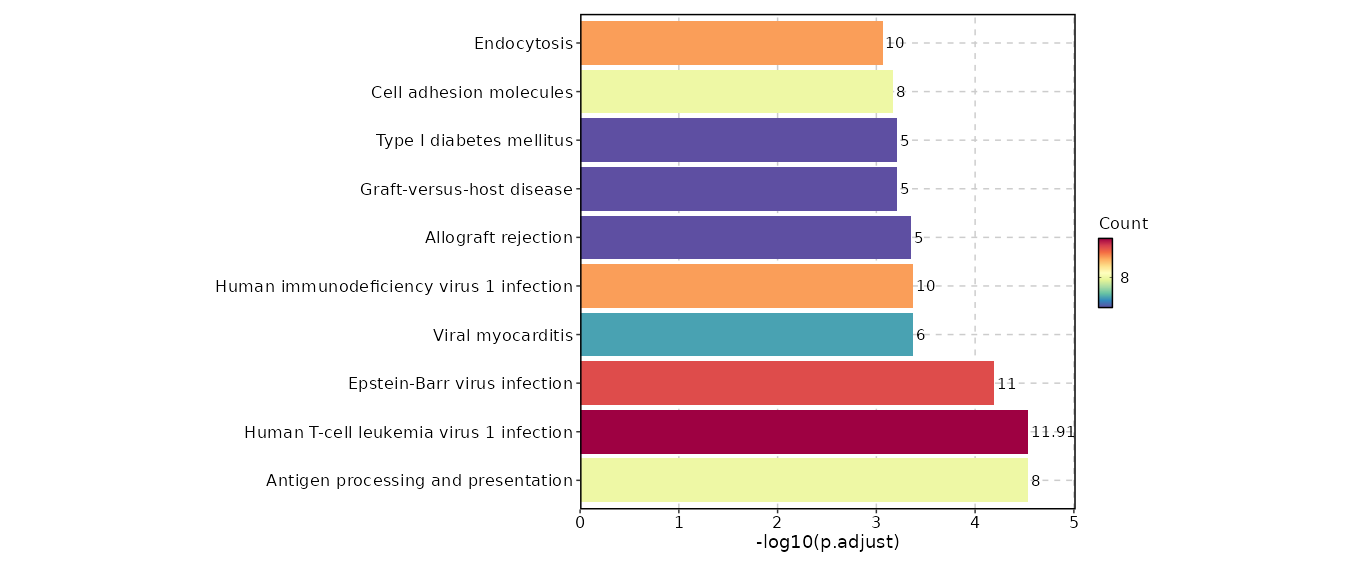 Endocytosis
10
Cell adhesion molecules
8
Type I diabetes mellitus
5
Graft-versus-host disease
5
Allograft rejection
5
Human immunodeficiency virus 1 infection
10
Viral myocarditis
6
Epstein-Barr virus infection
11
Human T-cell leukemia virus 1 infection
11.91
Antigen processing and presentation
8
0 1 2 3 4 5
-log10(p.adjust)
Count
8